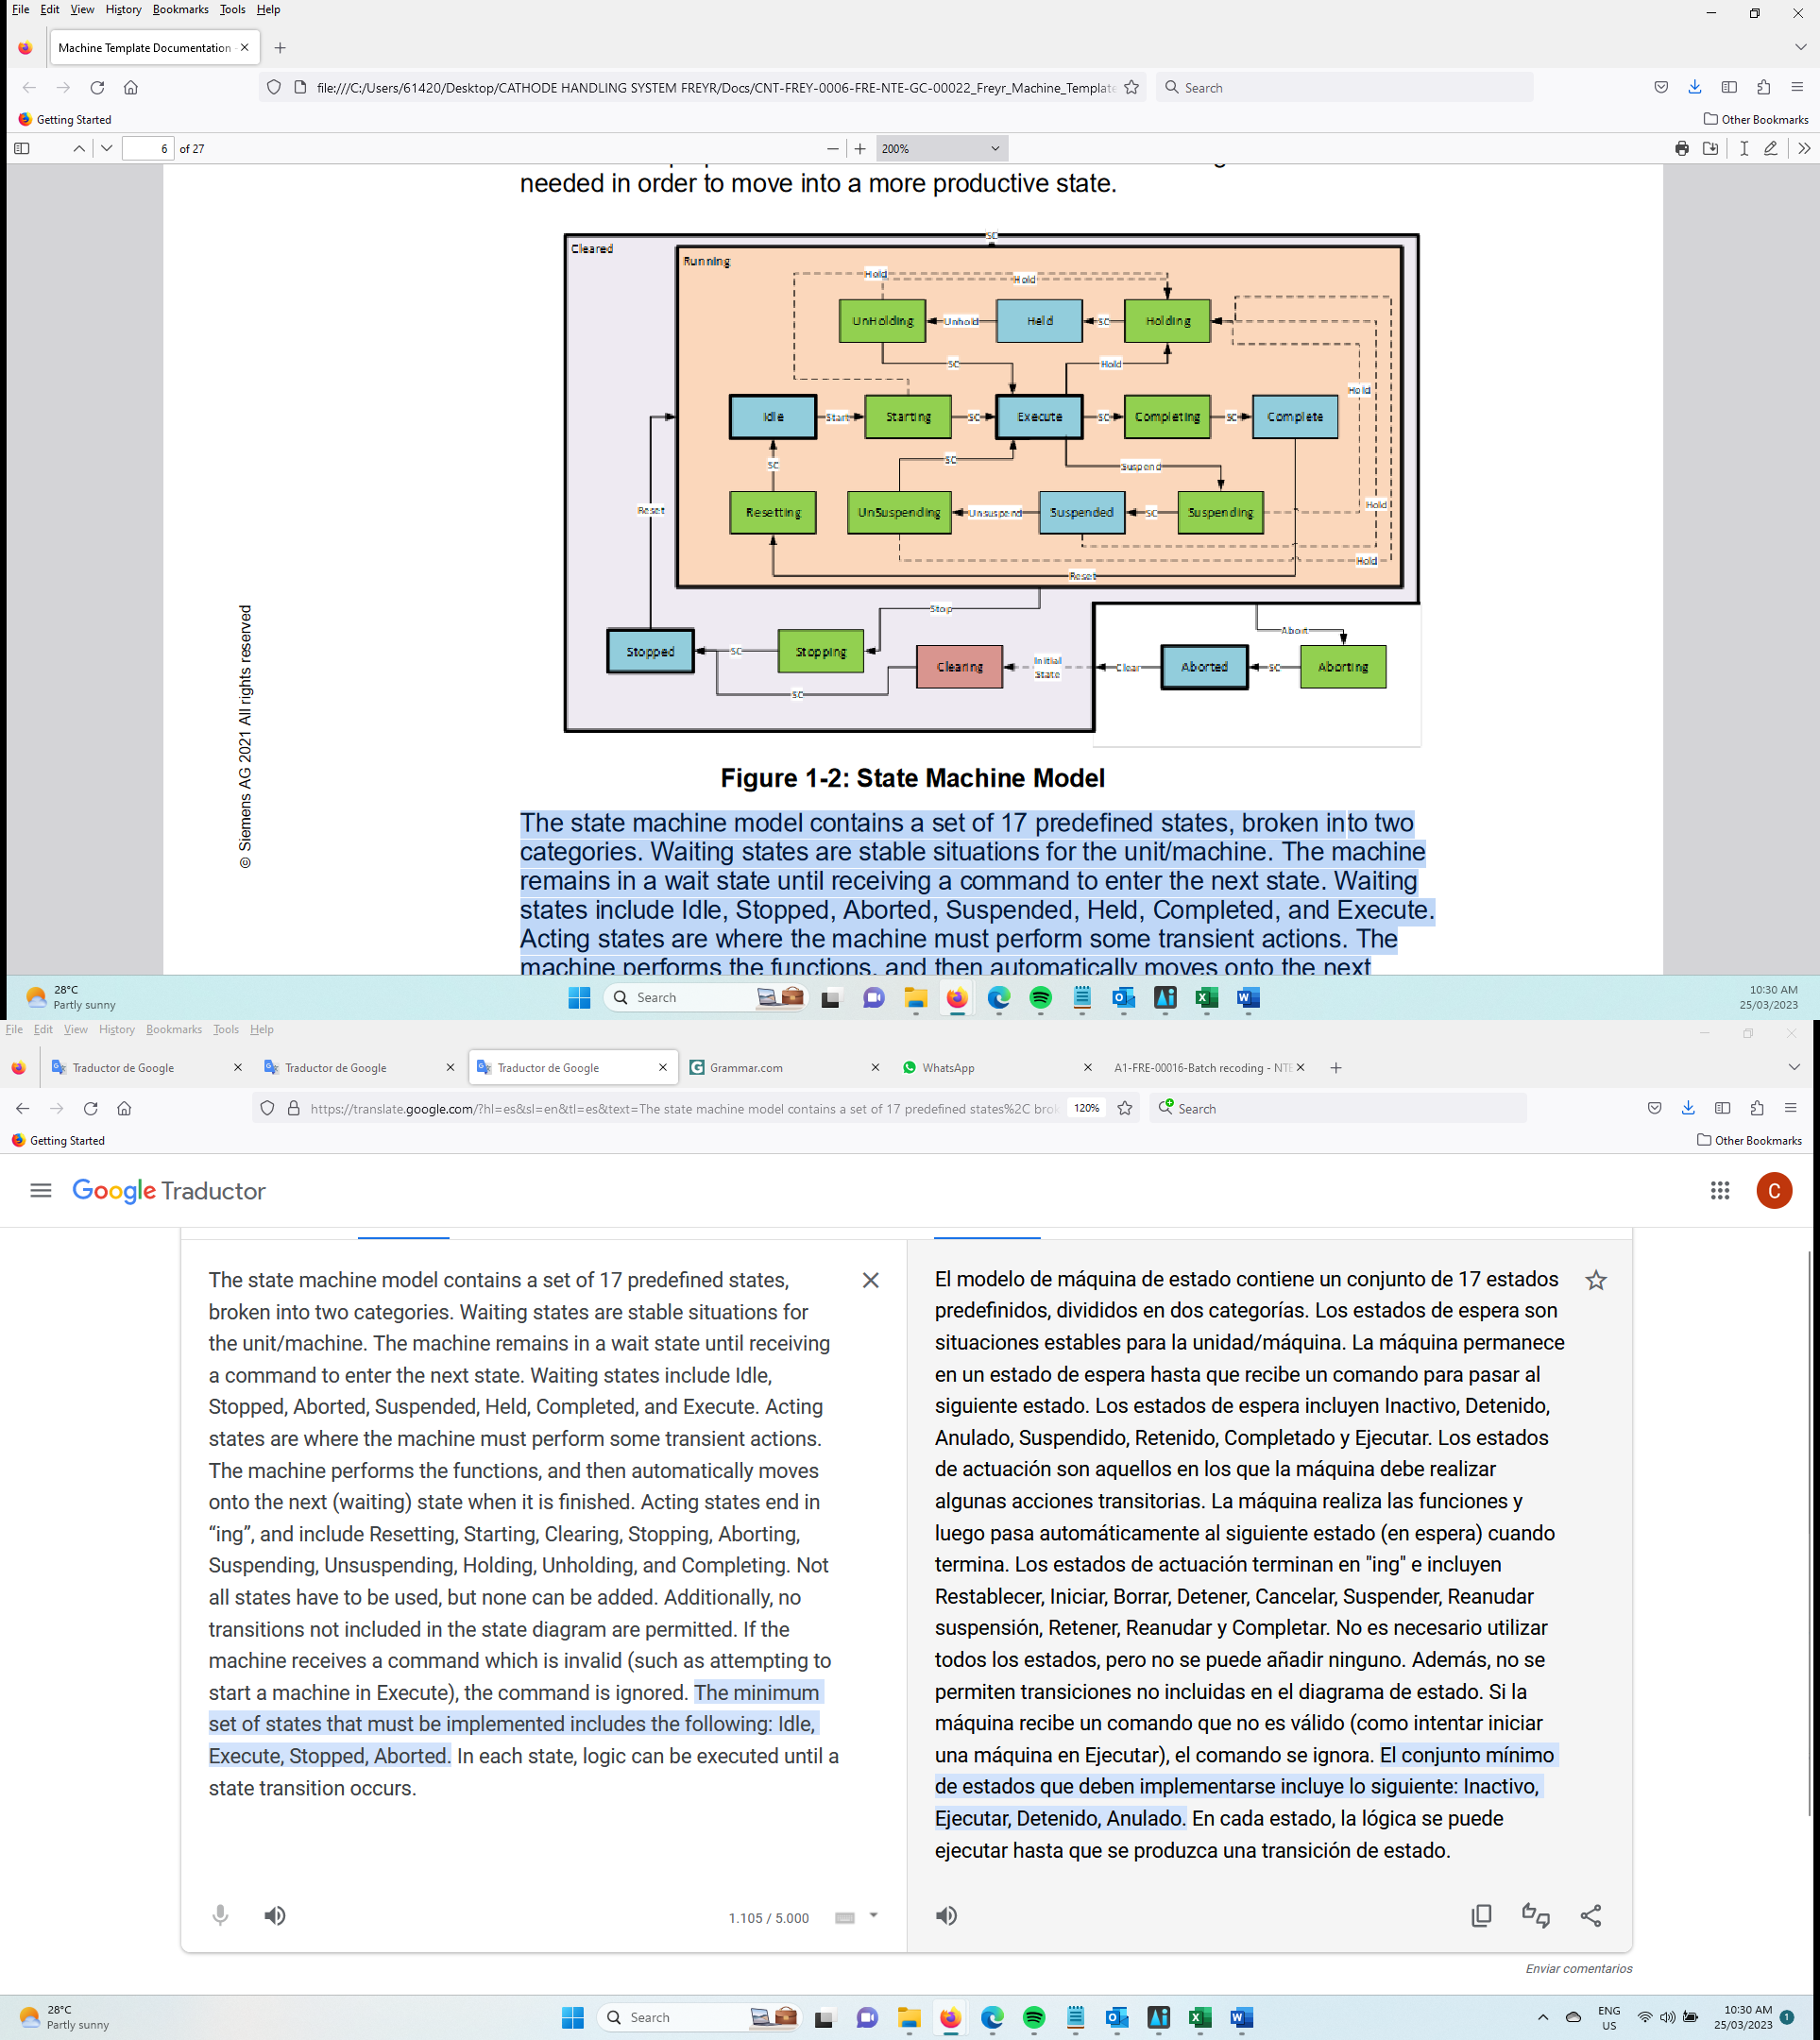 File Edit View History Bookmarks Tools Help
Machine Template Documentation
file:///C:/Users/61420/Desktop/CATHODE HANDLING SYSTEM FREYR/Docs/CNT-FREY-0006-FRE-NTE-GC-00022_Freyr_Machine_Template
Search
Getting Started
Other Bookmarks
6 of 27
200%
needed in order to move into a more productive state.
SC
Cleared
Running
Hold
Hold
UnHolding
Unhold
Held
SC
Holding
SC
Hold
Hold
Idle
Start
Starting
SC
Execute
SC
Completing
SC
Complete
SC
SC
Suspend
Reset
Resetting
UnSuspending
Unsuspend
Suspended
SC
Suspending
Hold
Hold
Reset
Stop
Abort
Stopped
SC
Stopping
Clearing
Initial
State
Clear
Aborted
SC
Aborting
SC
© Siemens AG 2021 All rights reserved
Figure 1-2: State Machine Model
The state machine model contains a set of 17 predefined states, broken into two
categories. Waiting states are stable situations for the unit/machine. The machine
remains in a wait state until receiving a command to enter the next state. Waiting
states include Idle, Stopped, Aborted, Suspended, Held, Completed, and Execute.
Acting states are where the machine must perform some transient actions. The
machine performs the functions, and then automatically moves onto the next
28°C
Partly sunny
Search
10:30 AM
25/03/2023
File Edit View History Bookmarks Tools Help
Traductor de Google
Traductor de Google
Traductor de Google
Grammar.com
WhatsApp
A1-FRE-00016-Batch recoding - NTE
https://translate.google.com/?hl=es&sl=en&tl=es&text=The state machine model contains a set of 17 predefined states%2C brok
120%
Search
Getting Started
Other Bookmarks
Google Traductor
C
The state machine model contains a set of 17 predefined states,
broken into two categories. Waiting states are stable situations for
the unit/machine. The machine remains in a wait state until receiving
a command to enter the next state. Waiting states include Idle,
Stopped, Aborted, Suspended, Held, Completed, and Execute. Acting
states are where the machine must perform some transient actions.
The machine performs the functions, and then automatically moves
onto the next (waiting) state when it is finished. Acting states end in
“ing”, and include Resetting, Starting, Clearing, Stopping, Aborting,
Suspending, Unsuspending, Holding, Unholding, and Completing. Not
all states have to be used, but none can be added. Additionally, no
transitions not included in the state diagram are permitted. If the
machine receives a command which is invalid (such as attempting to
start a machine in Execute), the command is ignored. The minimum
set of states that must be implemented includes the following: Idle,
Execute, Stopped, Aborted. In each state, logic can be executed until a
state transition occurs.
1.105 / 5.000
El modelo de máquina de estado contiene un conjunto de 17 estados
predefinidos, divididos en dos categorías. Los estados de espera son
situaciones estables para la unidad/máquina. La máquina permanece
en un estado de espera hasta que recibe un comando para pasar al
siguiente estado. Los estados de espera incluyen Inactivo, Detenido,
Anulado, Suspendido, Retenido, Completado y Ejecutar. Los estados
de actuación son aquellos en los que la máquina debe realizar
algunas acciones transitorias. La máquina realiza las funciones y
luego pasa automáticamente al siguiente estado (en espera) cuando
termina. Los estados de actuación terminan en "ing" e incluyen
Restablecer, Iniciar, Borrar, Detener, Cancelar, Suspender, Reanudar
suspensión, Retener, Reanudar y Completar. No es necesario utilizar
todos los estados, pero no se puede añadir ninguno. Además, no se
permiten transiciones no incluidas en el diagrama de estado. Si la
máquina recibe un comando que no es válido (como intentar iniciar
una máquina en Ejecutar), el comando se ignora. El conjunto mínimo
de estados que deben implementarse incluye lo siguiente: Inactivo,
Ejecutar, Detenido, Anulado. En cada estado, la lógica se puede
ejecutar hasta que se produzca una transición de estado.
Enviar comentarios
28°C
Partly sunny
Search
ENG
US
10:30 AM
25/03/2023
1